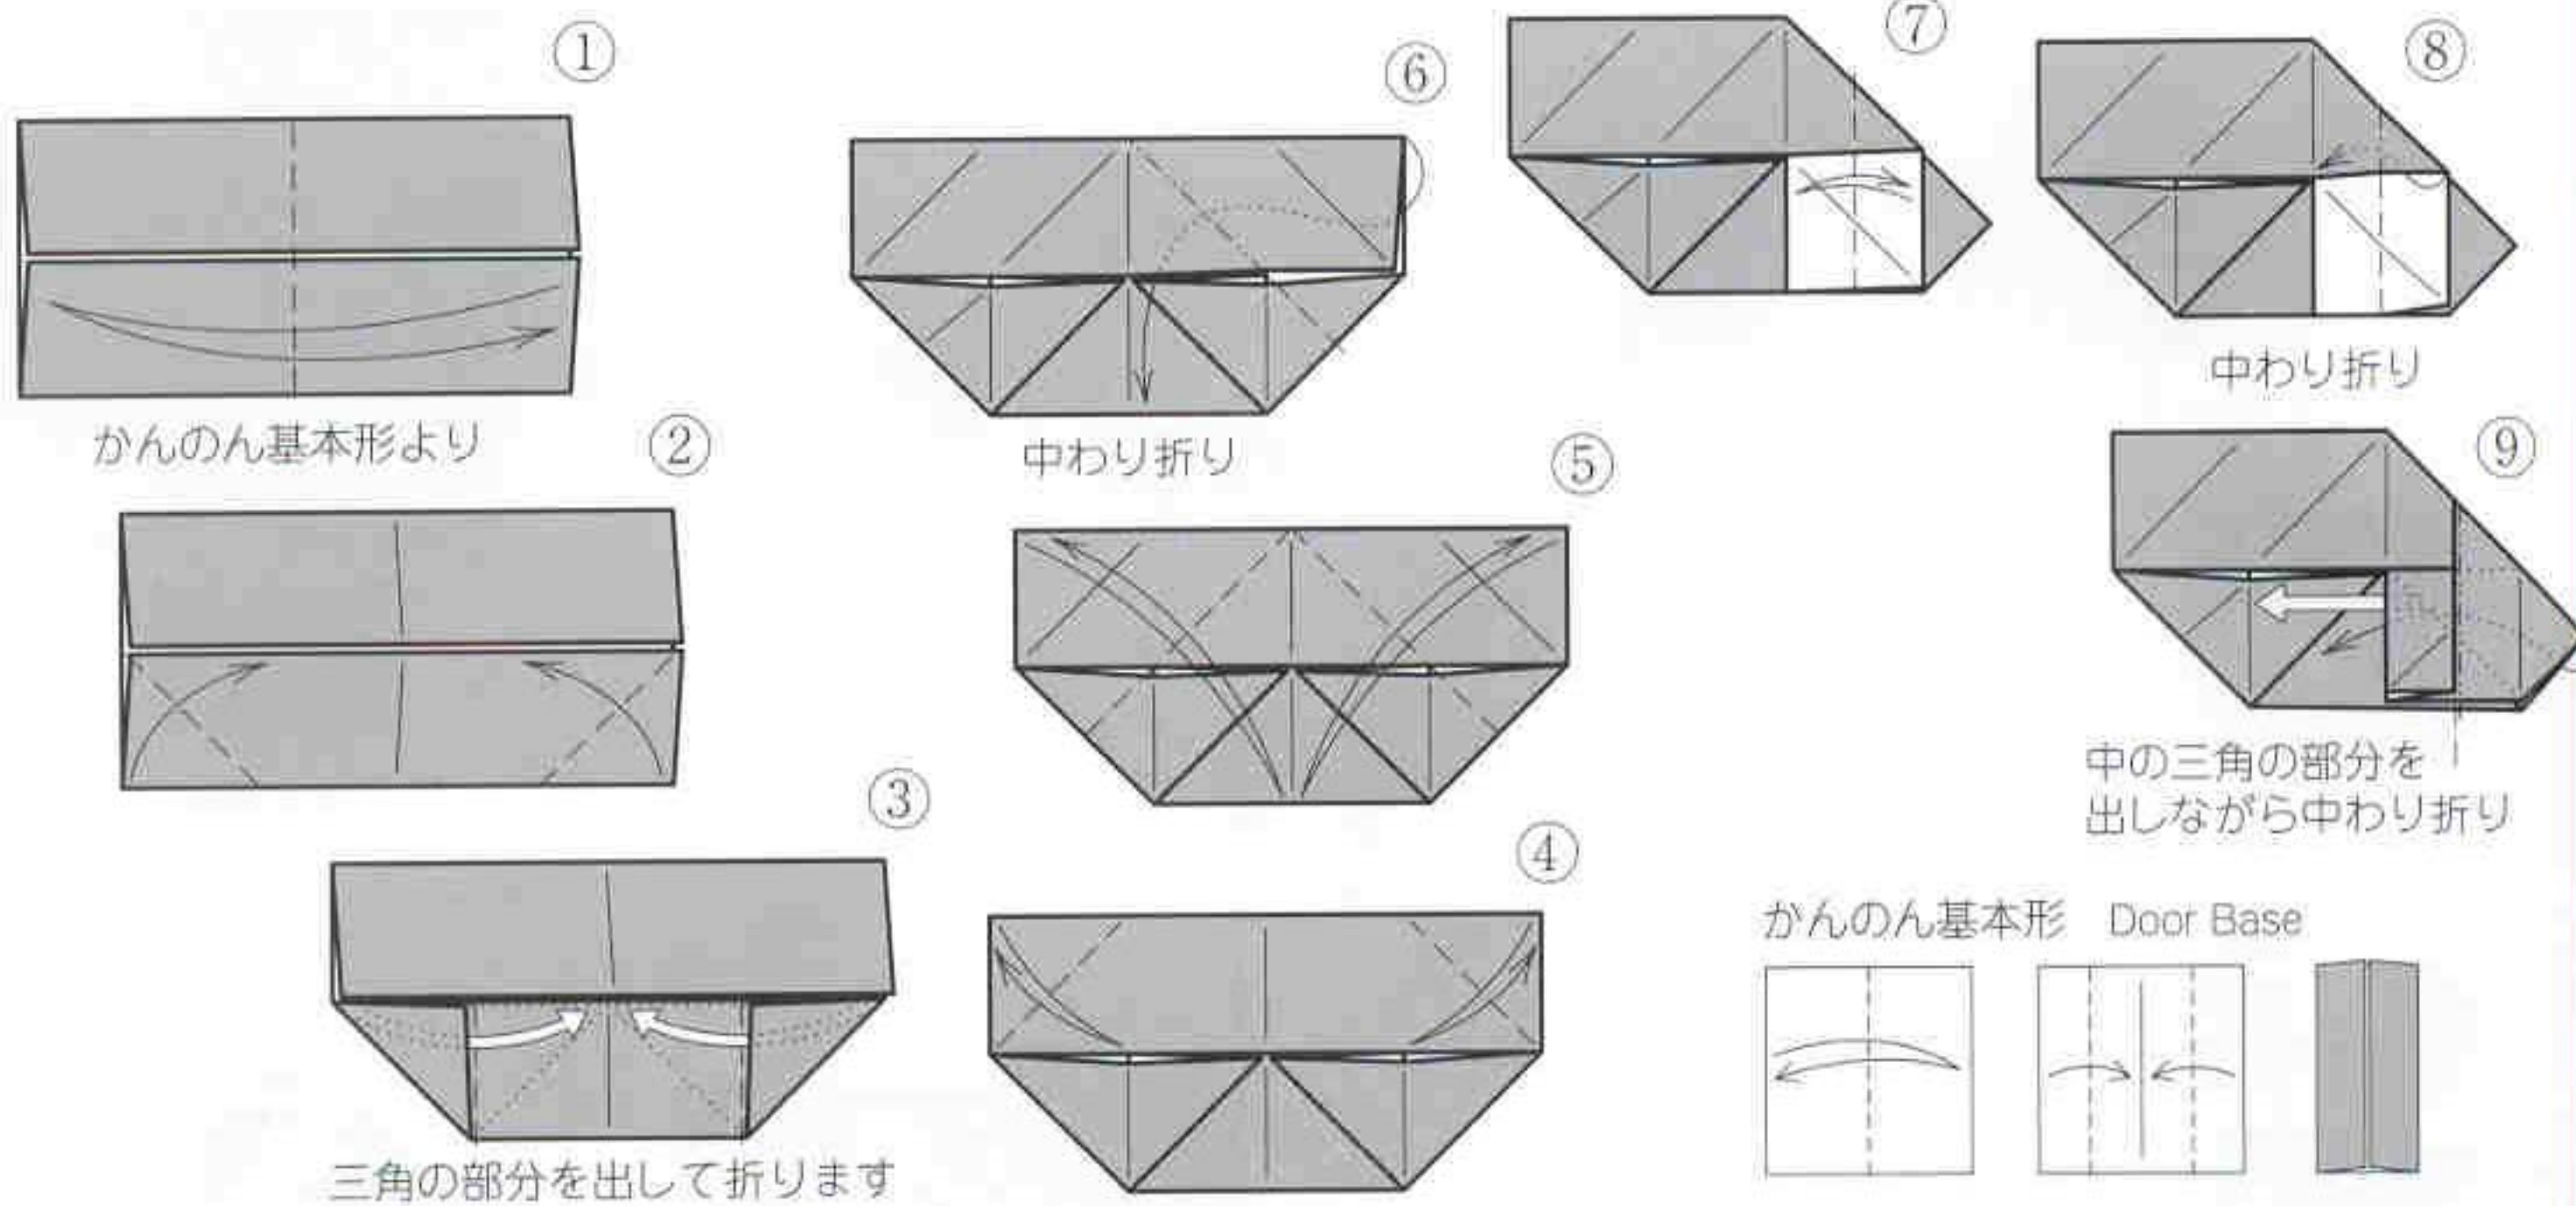 ①
かんのん基本形より
②
③
三角の部分を出して折ります
④
⑤
⑥
中わり折り
⑦
⑧
中わり折り
⑨
中の三角の部分を
出しながら中わり折り
かんのん基本形 Door Base